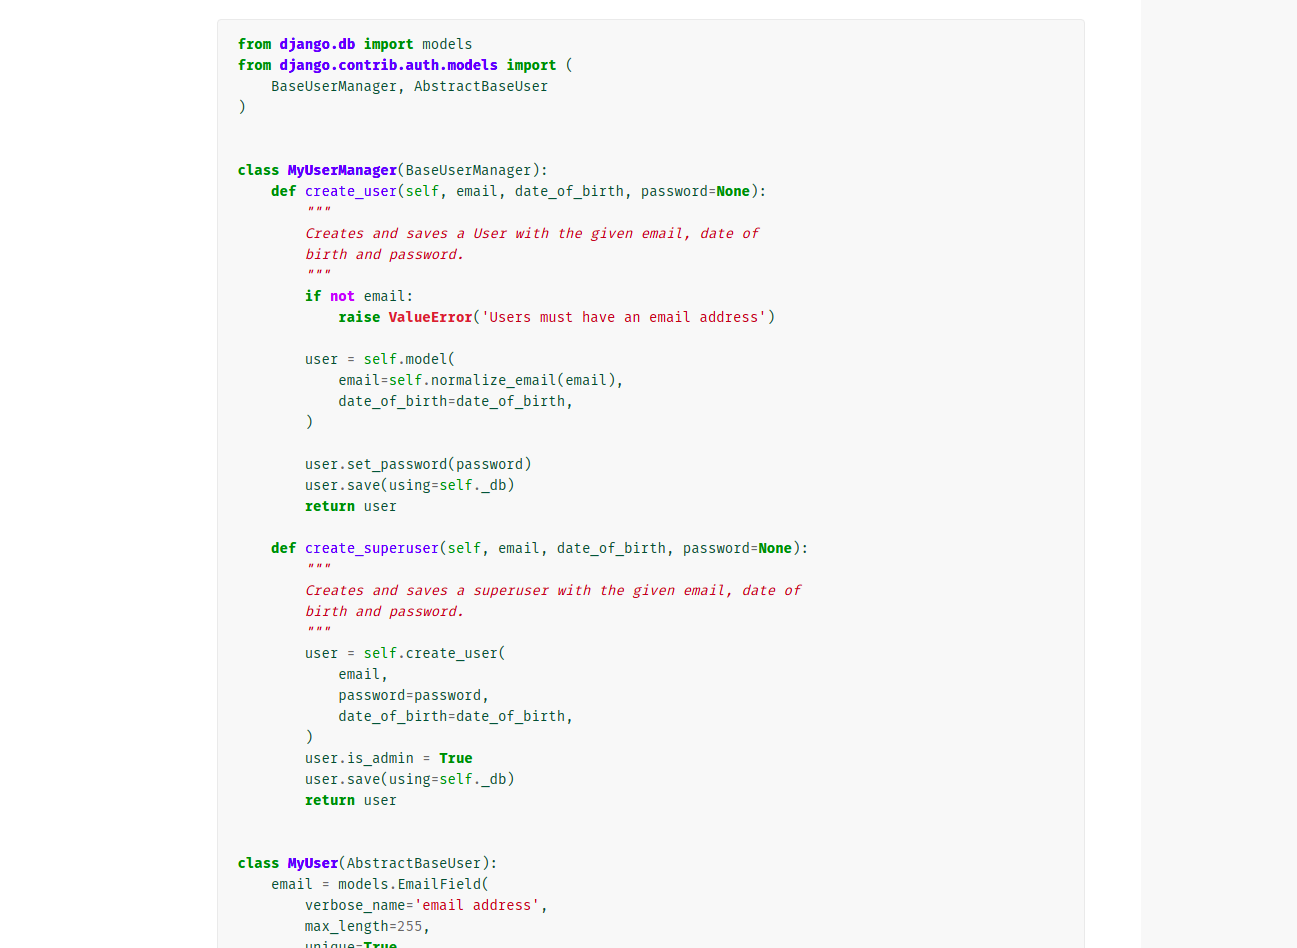 from django.db import models
from django.contrib.auth.models import (
    BaseUserManager, AbstractBaseUser
)


class MyUserManager(BaseUserManager):
    def create_user(self, email, date_of_birth, password=None):
        """
        Creates and saves a User with the given email, date of
        birth and password.
        """
        if not email:
            raise ValueError('Users must have an email address')

        user = self.model(
            email=self.normalize_email(email),
            date_of_birth=date_of_birth,
        )

        user.set_password(password)
        user.save(using=self._db)
        return user

    def create_superuser(self, email, date_of_birth, password=None):
        """
        Creates and saves a superuser with the given email, date of
        birth and password.
        """
        user = self.create_user(
            email,
            password=password,
            date_of_birth=date_of_birth,
        )
        user.is_admin = True
        user.save(using=self._db)
        return user


class MyUser(AbstractBaseUser):
    email = models.EmailField(
        verbose_name='email address',
        max_length=255,
        unique=True